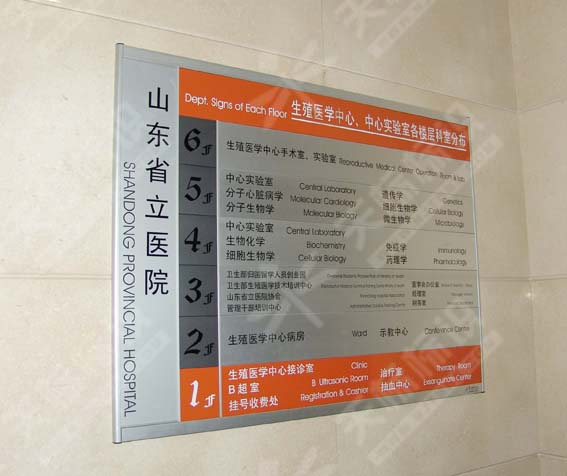 山东省立医院
SHANDONG PROVINCIAL HOSPITAL
Dept. Signs of Each Floor 生殖医学中心、中心实验室各楼层科室分布
6F 生殖医学中心手术室、实验室 Reproductive Medical Center Operation Room & lab
5F
中心实验室 Central Laboratory 遗传学 Genetics
分子心脏病学 Molecular Cardiology 细胞生物学 Cellular Biology
分子生物学 Molecular Biology 微生物学 Microbiology
4F
中心实验室 Central Laboratory
生物化学 Biochemistry 免疫学 Immunology
细胞生物学 Cellular Biology 药理学 Pharmacology
3F
卫生部归国留学人员创业园
卫生部生殖医学技术培训中心 董事会办公室
山东省立医院协会 经理室
管理干部培训中心
2F 生殖医学中心病房 Ward 示教中心 Conference Centre
1F
生殖医学中心接诊室 Clinic 治疗室 Therapy Room
B超室 B Ultrasonic Room 抽血中心 Exsanguinate Center
挂号收费处 Registration & Cashier